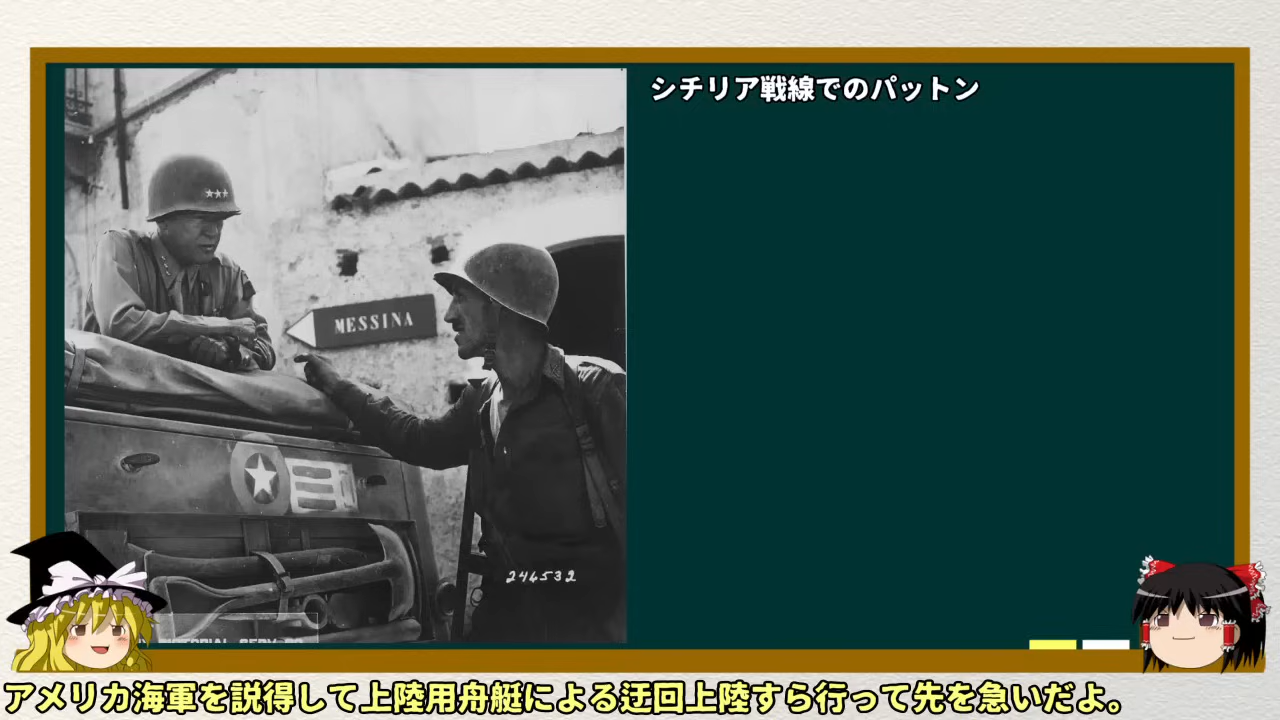 シチリア戦線でのパットン
MESSINA
244532
アメリカ海軍を説得して上陸用舟艇による迂回上陸すら行って先を急いだよ。